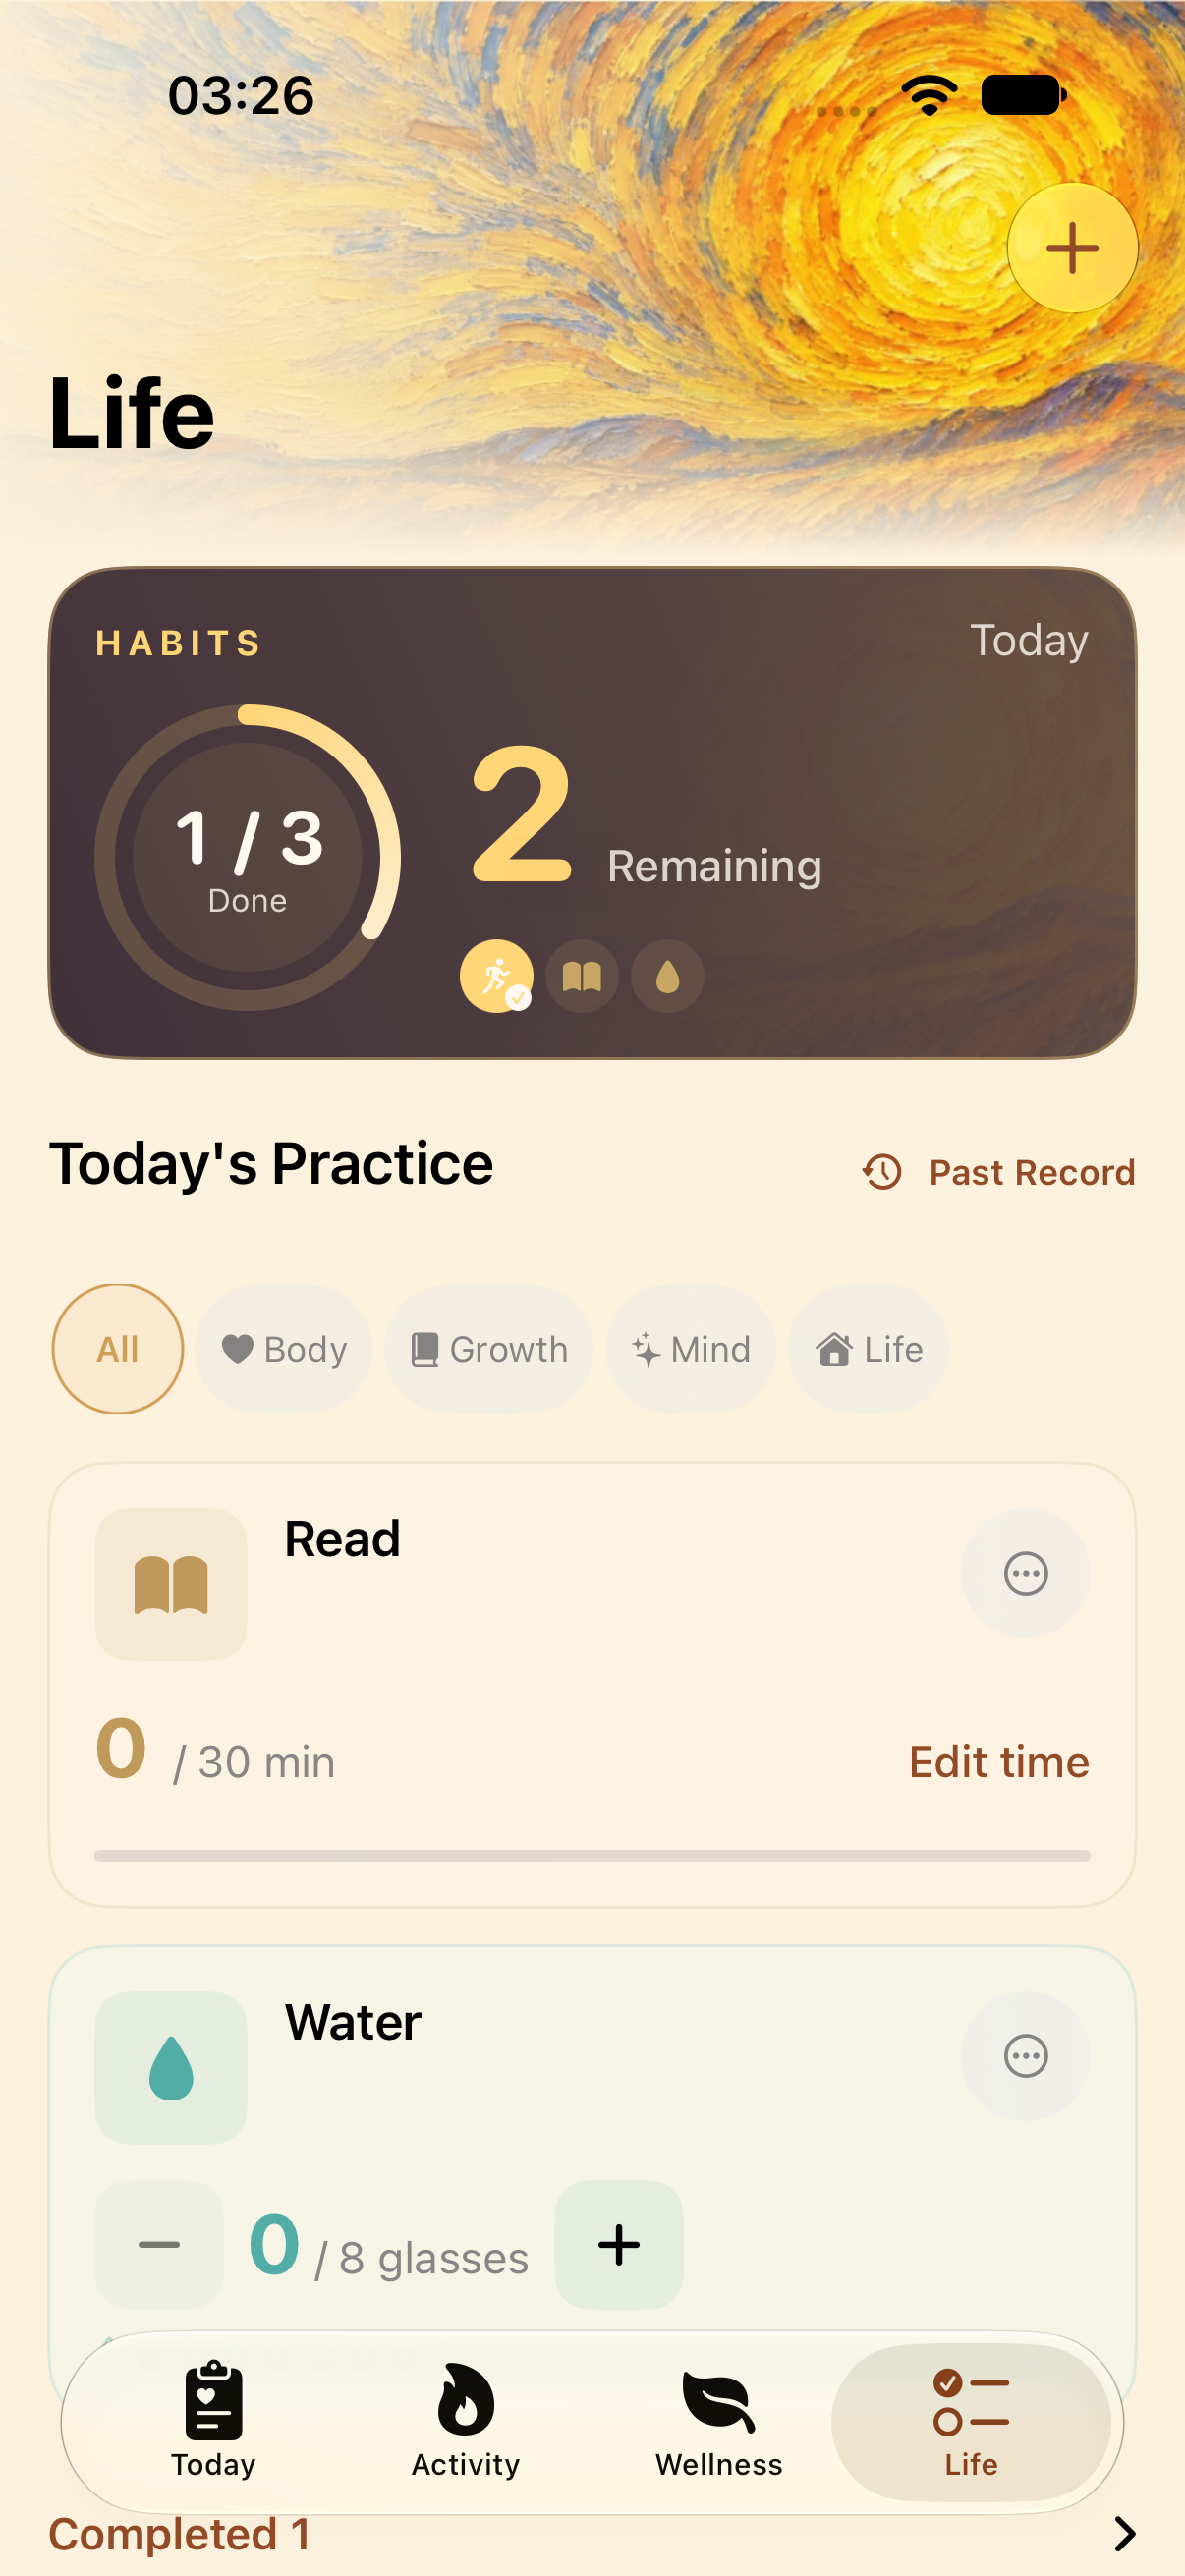 03:26
Life
HABITS
Today
1 / 3
Done
2 Remaining
Today's Practice
Past Record
All
Body
Growth
Mind
Life
Read
0 / 30 min
Edit time
Water
0 / 8 glasses
Today
Activity
Wellness
Life
Completed 1